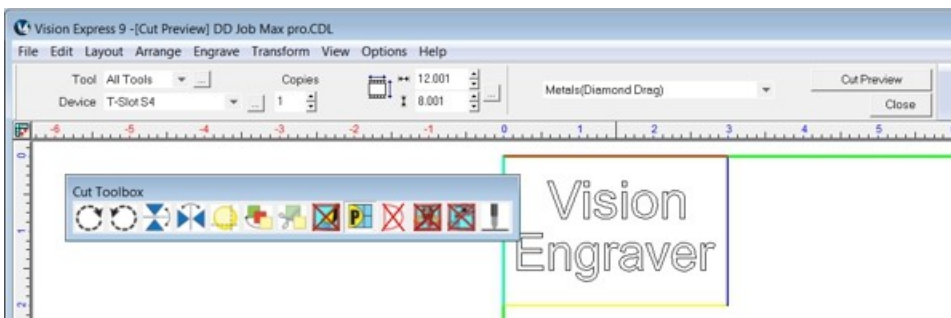 Vision Express 9 -[Cut Preview] DD Job Max pro.CDL
File Edit Layout Arrange Engrave Transform View Options Help
Tool All Tools ... Copies 12.001 Metals(Diamond Drag) Cut Preview
Device T-Slot S4 ... 1 8.001 ... Close
-6 -5 -4 -3 -2 -1 0 1 2 3 4 5
0
Cut Toolbox
P
Vision
1
Engraver
2